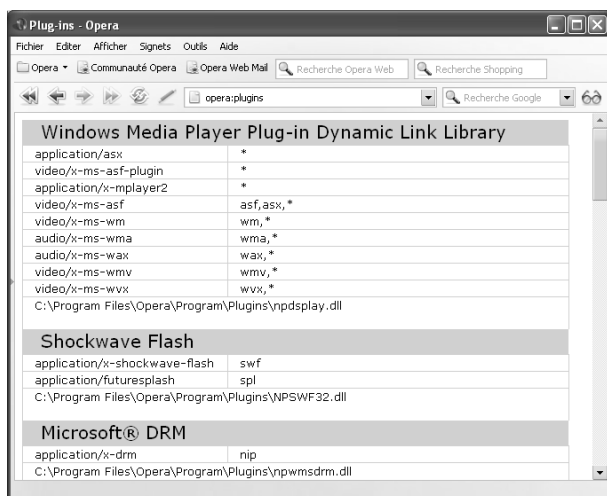 Plug-ins - Opera
Fichier Editer Afficher Signets Outils Aide
Opera Communauté Opera Opera Web Mail Recherche Opera Web Recherche Shopping
opera:plugins Recherche Google
Windows Media Player Plug-in Dynamic Link Library
application/asx *
video/x-ms-asf-plugin *
application/x-mplayer2 *
video/x-ms-asf asf,asx,*
video/x-ms-wm wm,*
audio/x-ms-wma wma,*
audio/x-ms-wax wax,*
video/x-ms-wmv wmv,*
video/x-ms-wvx wvx,*
C:\Program Files\Opera\Program\Plugins\npdsplay.dll
Shockwave Flash
application/x-shockwave-flash swf
application/futuresplash spl
C:\Program Files\Opera\Program\Plugins\NPSWF32.dll
Microsoft® DRM
application/x-drm nip
C:\Program Files\Opera\Program\Plugins\npwmsdrm.dll